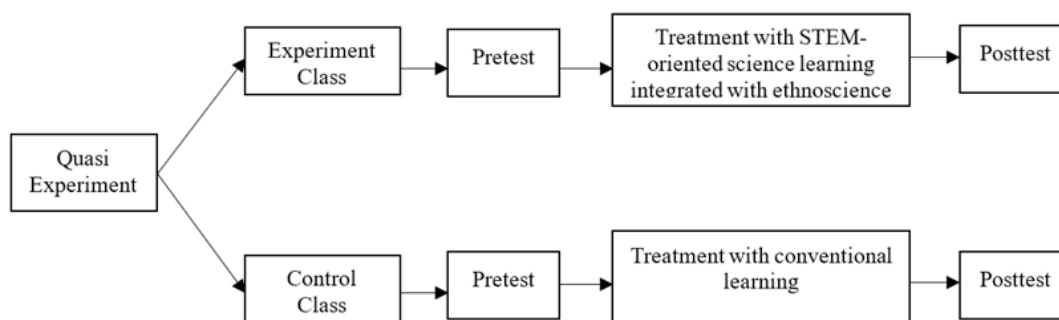 Experiment
Class
Pretest
Treatment with STEM-
oriented science learning
integrated with ethnoscience
Posttest
Quasi
Experiment
Control
Class
Pretest
Treatment with conventional
learning
Posttest